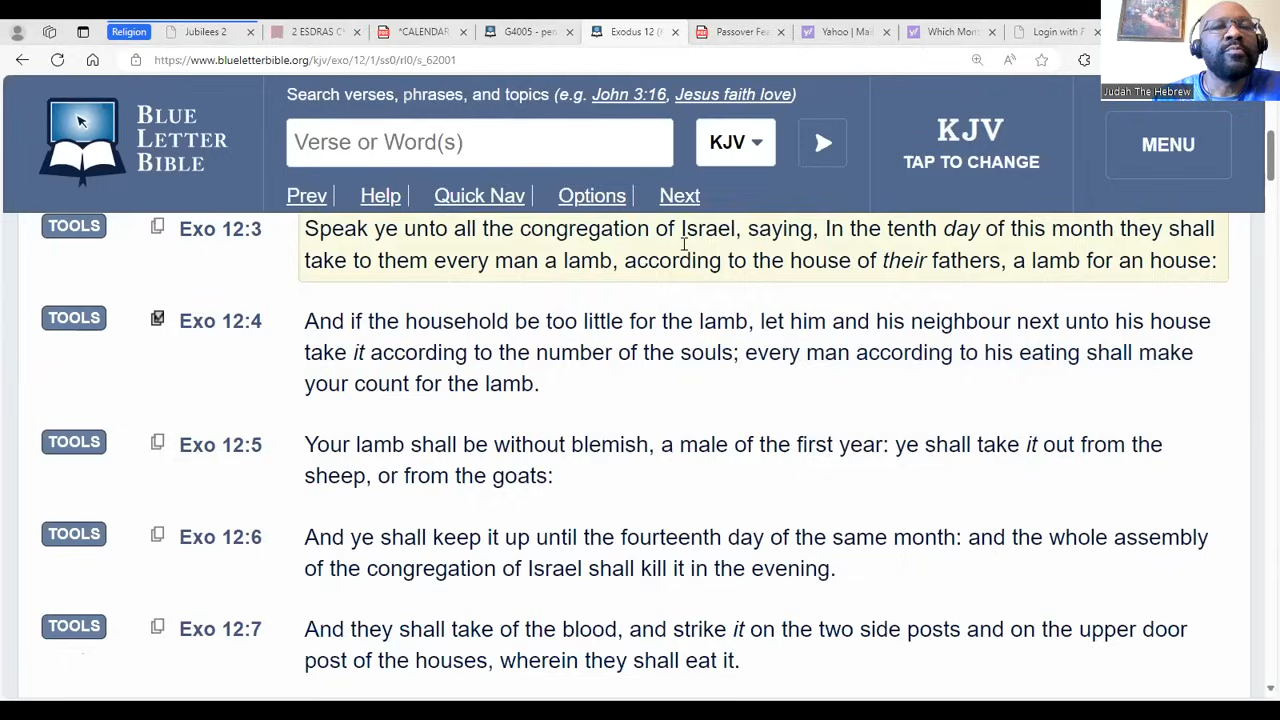 Religion
Jubilees 2
2 ESDRAS C
*CALENDAR
G4005 - pen
Exodus 12 (
Passover Fea
Yahoo | Mail
Which Mon
Login with F
https://www.blueletterbible.org/kjv/exo/12/1/ss0/rl0/s_62001
Judah The Hebrew
BLUE
LETTER
BIBLE
Search verses, phrases, and topics (e.g. John 3:16, Jesus faith love)
Verse or Word(s)
KJV
KJV
TAP TO CHANGE
MENU
Prev
Help
Quick Nav
Options
Next
TOOLS
Exo 12:3
Speak ye unto all the congregation of Israel, saying, In the tenth day of this month they shall
take to them every man a lamb, according to the house of their fathers, a lamb for an house:
TOOLS
Exo 12:4
And if the household be too little for the lamb, let him and his neighbour next unto his house
take it according to the number of the souls; every man according to his eating shall make
your count for the lamb.
TOOLS
Exo 12:5
Your lamb shall be without blemish, a male of the first year: ye shall take it out from the
sheep, or from the goats:
TOOLS
Exo 12:6
And ye shall keep it up until the fourteenth day of the same month: and the whole assembly
of the congregation of Israel shall kill it in the evening.
TOOLS
Exo 12:7
And they shall take of the blood, and strike it on the two side posts and on the upper door
post of the houses, wherein they shall eat it.